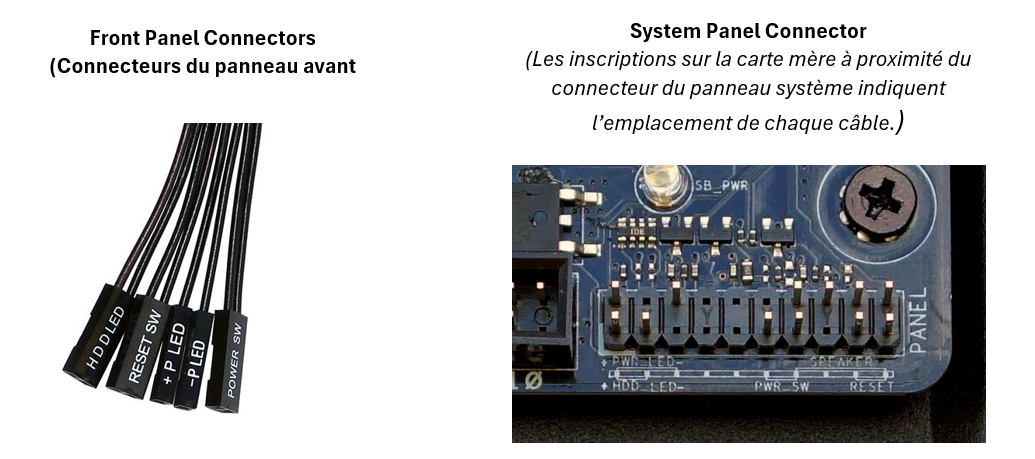 Front Panel Connectors
(Connecteurs du panneau avant
System Panel Connector
(Les inscriptions sur la carte mère à proximité du
connecteur du panneau système indiquent
l'emplacement de chaque câble.)
HDD LED
RESET SW
+ P LED
-P LED
POWER SW
SB_PWR
IDE
PANEL
+ PWR_LED- SPEAKER
+ HDD_LED- PWR_SW RESET
10